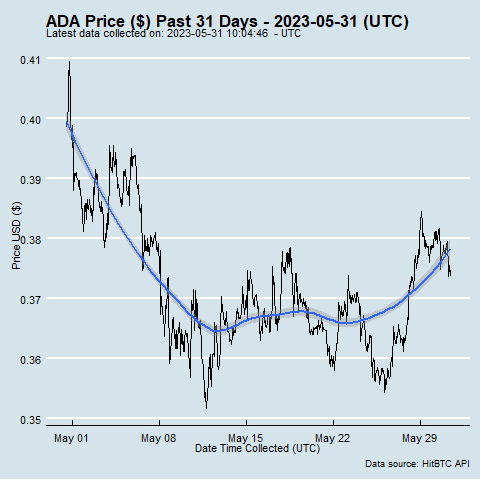 ADA Price ($) Past 31 Days - 2023-05-31 (UTC)
Latest data collected on: 2023-05-31 10:04:46 - UTC
Price USD ($)
0.41
0.40
0.39
0.38
0.37
0.36
0.35
May 01 May 08 May 15 May 22 May 29
Date Time Collected (UTC)
Data source: HitBTC API